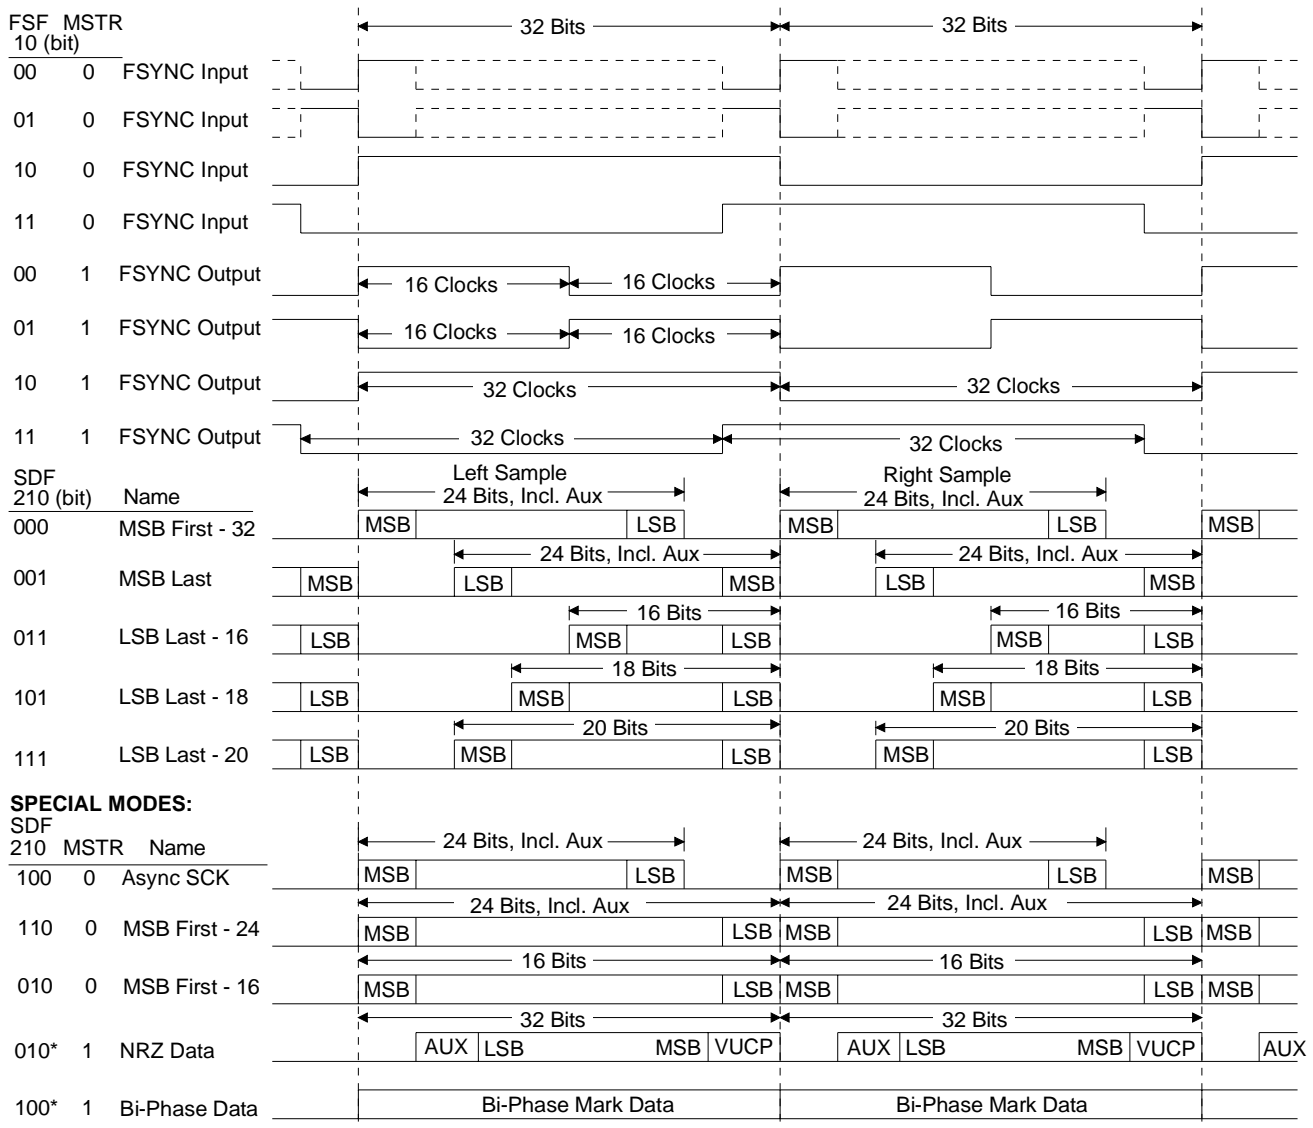 FSF MSTR
10 (bit)
32 Bits 32 Bits
00 0 FSYNC Input
01 0 FSYNC Input
10 0 FSYNC Input
11 0 FSYNC Input
00 1 FSYNC Output 16 Clocks 16 Clocks
01 1 FSYNC Output 16 Clocks 16 Clocks
10 1 FSYNC Output 32 Clocks 32 Clocks
11 1 FSYNC Output 32 Clocks 32 Clocks
SDF
210 (bit) Name
Left Sample Right Sample
24 Bits, Incl. Aux 24 Bits, Incl. Aux
000 MSB First - 32 MSB LSB MSB LSB MSB
24 Bits, Incl. Aux 24 Bits, Incl. Aux
001 MSB Last MSB LSB MSB LSB MSB
16 Bits 16 Bits
011 LSB Last - 16 LSB MSB LSB MSB LSB
18 Bits 18 Bits
101 LSB Last - 18 LSB MSB LSB MSB LSB
20 Bits 20 Bits
111 LSB Last - 20 LSB MSB LSB MSB LSB
SPECIAL MODES:
SDF
210 MSTR Name
24 Bits, Incl. Aux 24 Bits, Incl. Aux
100 0 Async SCK MSB LSB MSB LSB MSB
24 Bits, Incl. Aux 24 Bits, Incl. Aux
110 0 MSB First - 24 MSB LSB MSB LSB MSB
16 Bits 16 Bits
010 0 MSB First - 16 MSB LSB MSB LSB MSB
32 Bits 32 Bits
010* 1 NRZ Data AUX LSB MSB VUCP AUX LSB MSB VUCP AUX
100* 1 Bi-Phase Data Bi-Phase Mark Data Bi-Phase Mark Data